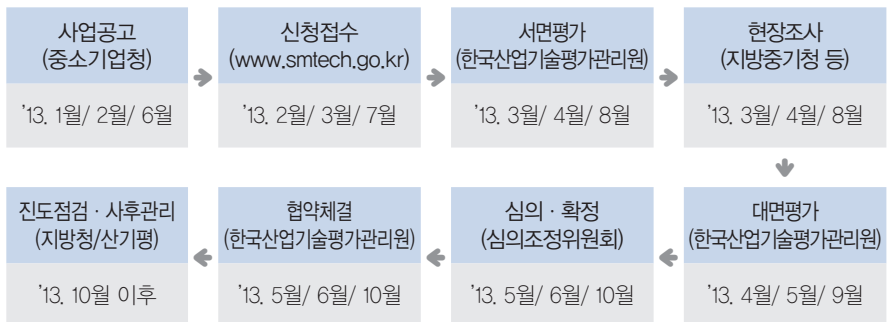 사업공고
(중소기업청)
'13. 1월/ 2월/ 6월
신청접수
(www.smtech.go.kr)
'13. 2월/ 3월/ 7월
서면평가
(한국산업기술평가관리원)
'13. 3월/ 4월/ 8월
현장조사
(지방중기청 등)
'13. 3월/ 4월/ 8월
대면평가
(한국산업기술평가관리원)
'13. 4월/ 5월/ 9월
심의 · 확정
(심의조정위원회)
'13. 5월/ 6월/ 10월
협약체결
(한국산업기술평가관리원)
'13. 5월/ 6월/ 10월
진도점검 · 사후관리
(지방청/산기평)
'13. 10월 이후